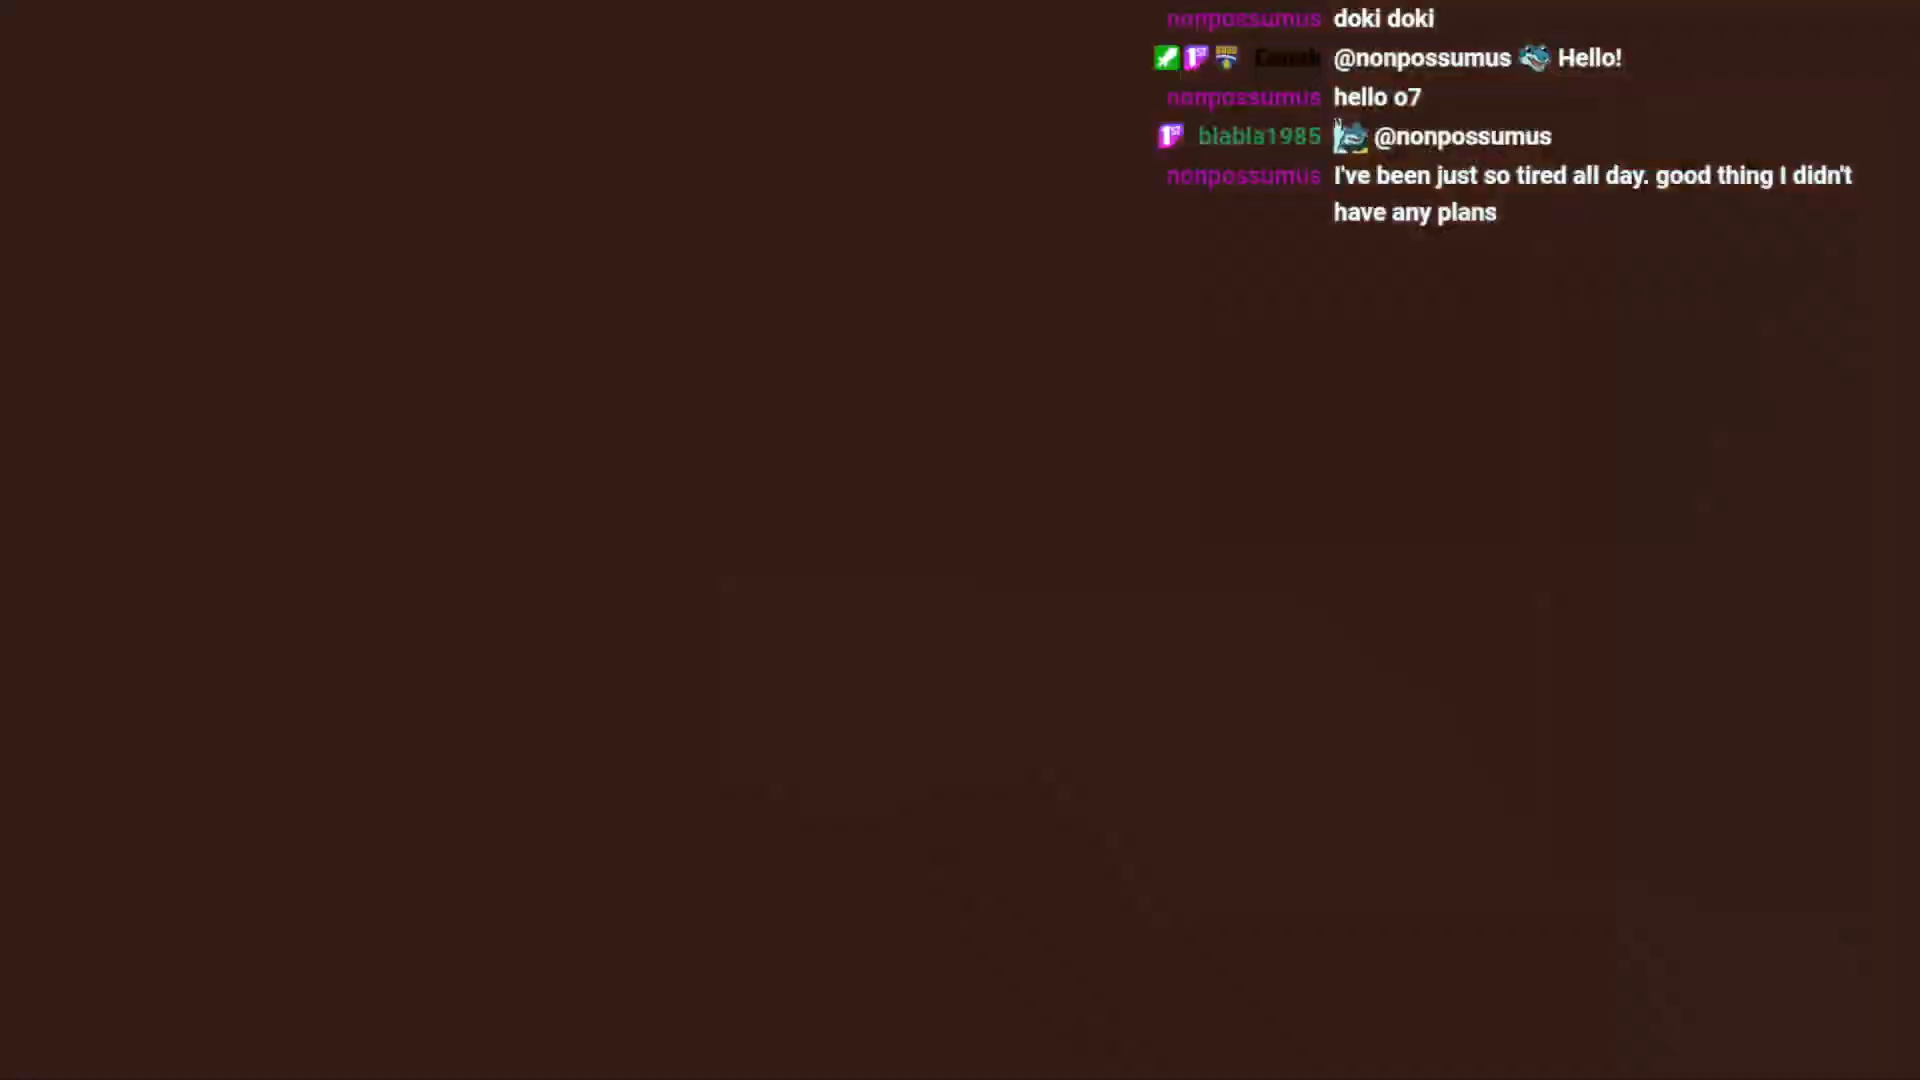 nonpossumus doki doki
@nonpossumus Hello!
nonpossumus hello o7
blabla1985 @nonpossumus
nonpossumus I've been just so tired all day. good thing I didn't
have any plans